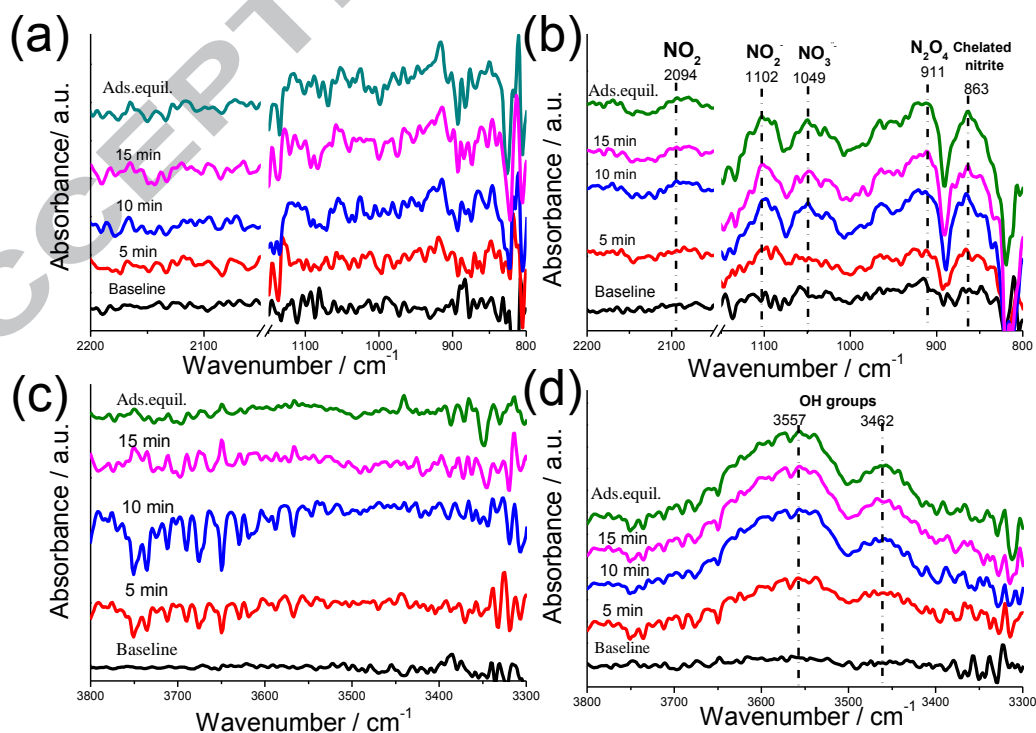 CCEPT
(a)
Absorbance/ a.u.
Ads.equil.
15 min
10 min
5 min
Baseline
2200 2100 1000 900 800
Wavenumber / cm⁻¹
(b)
Absorbance / a.u.
NO₂ NO₂⁻ NO₃⁻ N₂O₄ Chelated
nitrite
2094 1102 1049 911 863
Ads.equil.
15 min
10 min
5 min
Baseline
2200 2100 1000 900 800
Wavenumber / cm⁻¹
(c)
Absorbance / a.u.
Ads.equil.
15 min
10 min
5 min
Baseline
3800 3700 3600 3500 3400 3300
Wavenumber / cm⁻¹
(d)
Absorbance / a.u.
OH groups
3557 3462
Ads.equil.
15 min
10 min
5 min
Baseline
3800 3700 3600 3500 3400 3300
Wavenumber / cm⁻¹